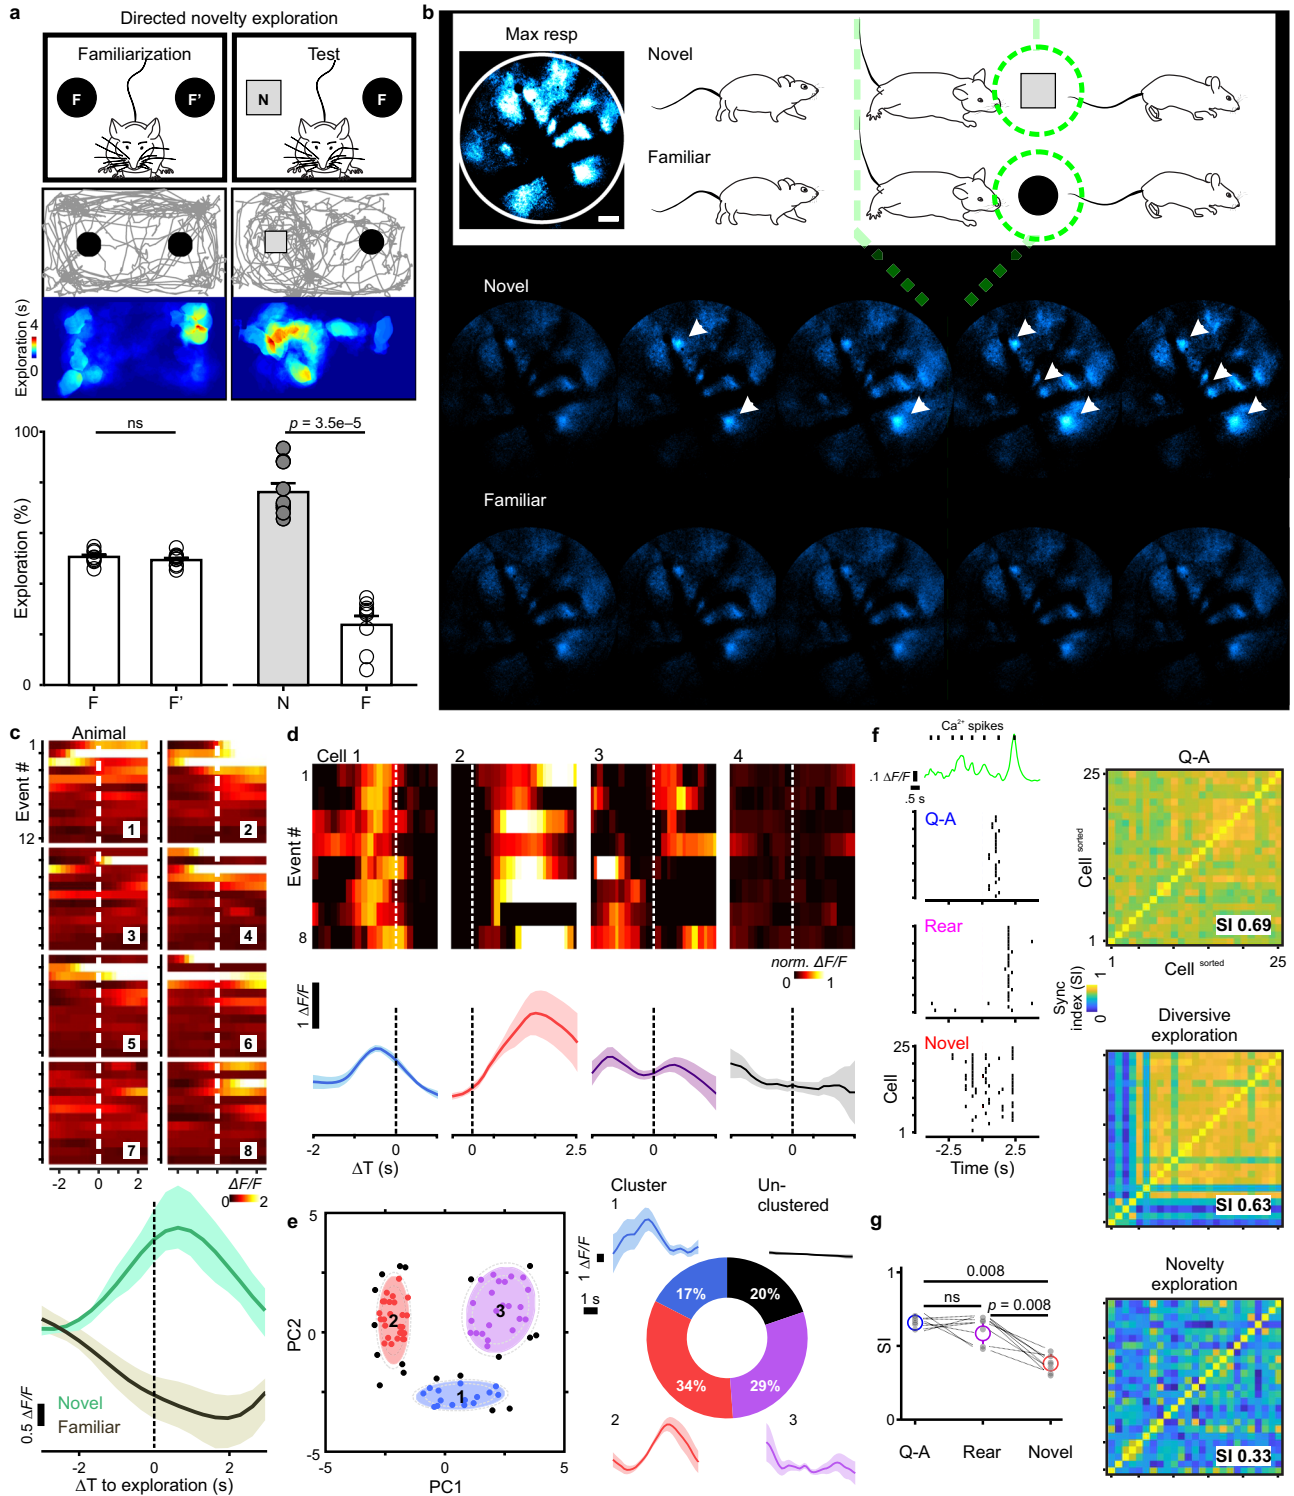 a
Directed novelty exploration
Familiarization
Test
F
F'
N
F
Exploration (s)
4
0
ns
p = 3.5e–5
100
0
Exploration (%)
F
F'
N
F
b
Max resp
Novel
Familiar
Novel
Familiar
c
Animal
1
12
Event #
1
2
3
4
5
6
7
8
-2
0
2
ΔF/F
0
2
Novel
Familiar
0.5 ΔF/F
-2
0
2
ΔT to exploration (s)
d
Cell 1
2
3
4
1
8
Event #
norm. ΔF/F
0
1
1 ΔF/F
-2
0
0
2.5
0
0
ΔT (s)
e
5
0
-5
PC2
2
3
1
-5
0
5
PC1
Cluster
1
Un-
clustered
1 ΔF/F
1 s
17%
20%
34%
29%
2
3
f
Ca²⁺ spikes
.1 ΔF/F
.5 s
Q-A
Rear
Novel
25
1
Cell
-2.5
2.5
Time (s)
Q-A
25
1
Cell sorted
SI 0.69
1
25
Cell sorted
Sync
index (SI)
0
1
Diversive
exploration
SI 0.63
Novelty
exploration
SI 0.33
g
0.008
ns
p = 0.008
1
0
SI
Q-A
Rear
Novel